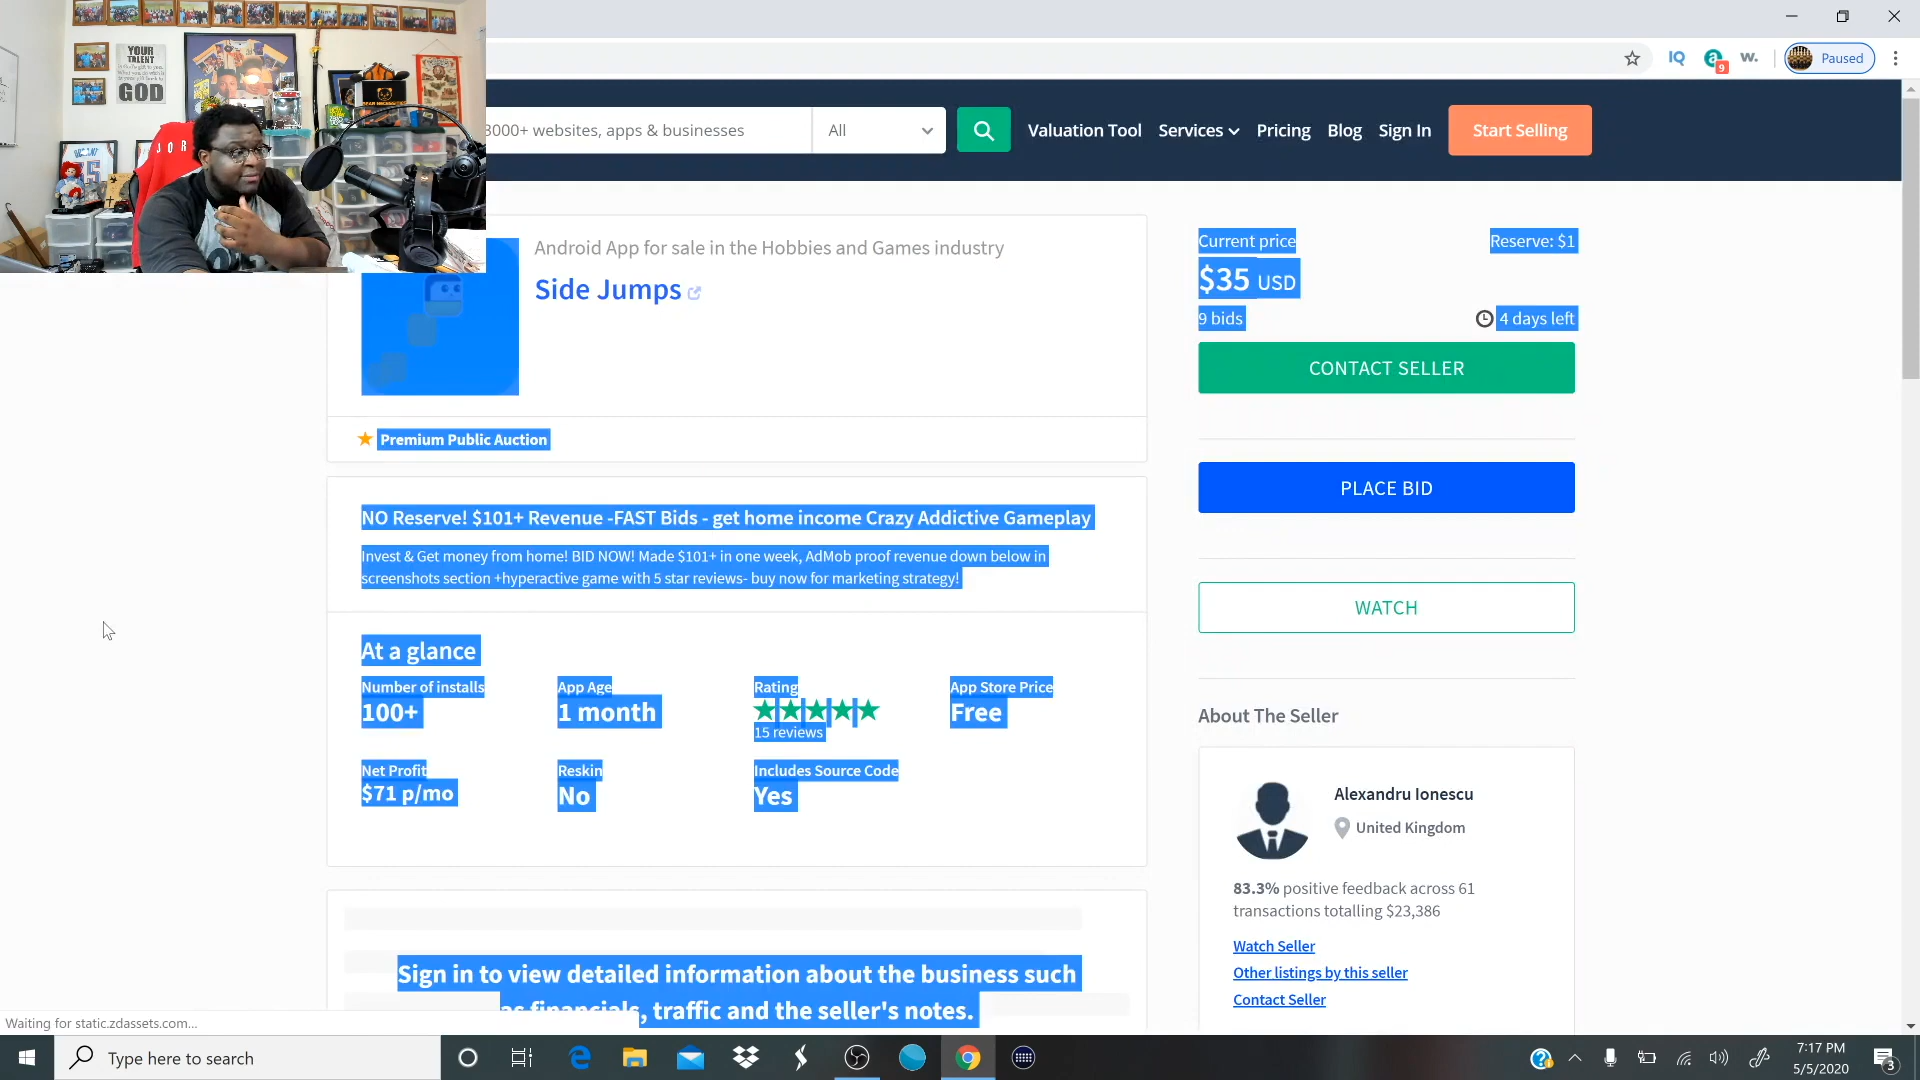 YOUR
TALENT
GOD
J O R
Paused
IQ
9
w.
3000+ websites, apps & businesses
All
Valuation Tool
Services
Pricing
Blog
Sign In
Start Selling
Android App for sale in the Hobbies and Games industry
Side Jumps
Premium Public Auction
Current price
Reserve: $1
$35 USD
9 bids
4 days left
CONTACT SELLER
PLACE BID
WATCH
NO Reserve! $101+ Revenue -FAST Bids - get home income Crazy Addictive Gameplay
Invest & Get money from home! BID NOW! Made $101+ in one week, AdMob proof revenue down below in
screenshots section +hyperactive game with 5 star reviews- buy now for marketing strategy!
At a glance
Number of installs
100+
App Age
1 month
Rating
15 reviews
App Store Price
Free
Net Profit
$71 p/mo
Reskin
No
Includes Source Code
Yes
Sign in to view detailed information about the business such
as financials, traffic and the seller's notes.
About The Seller
Alexandru Ionescu
United Kingdom
83.3% positive feedback across 61
transactions totalling $23,386
Watch Seller
Other listings by this seller
Contact Seller
Waiting for static.zdassets.com...
Type here to search
7:17 PM
5/5/2020
3